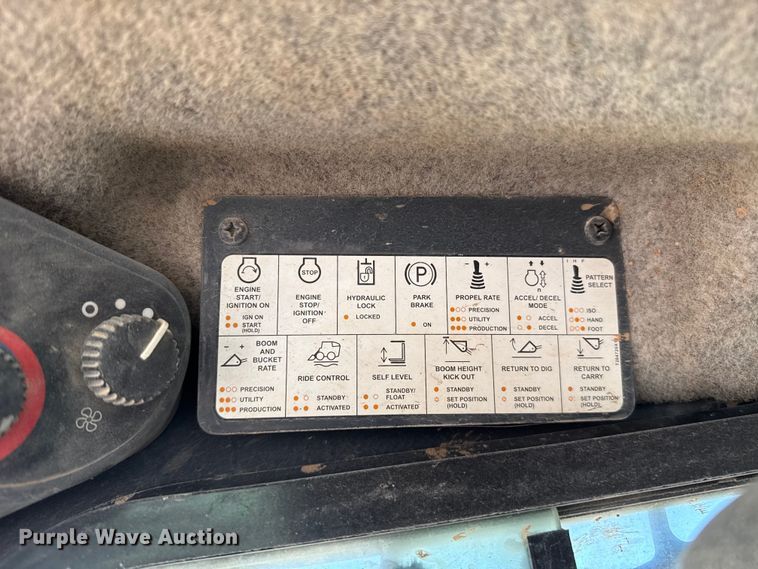 STOP
P
- +
n
I H F
ENGINE
START/
IGNITION ON
IGN ON
START
(HOLD)
ENGINE
STOP/
IGNITION
OFF
HYDRAULIC
LOCK
LOCKED
PARK
BRAKE
ON
PROPEL RATE
PRECISION
UTILITY
PRODUCTION
ACCEL/ DECEL
MODE
ACCEL
DECEL
PATTERN
SELECT
ISO
HAND
FOOT
- +
BOOM
AND
BUCKET
RATE
PRECISION
UTILITY
PRODUCTION
RIDE CONTROL
STANDBY
ACTIVATED
SELF LEVEL
STANDBY/
FLOAT
ACTIVATED
BOOM HEIGHT
KICK OUT
STANDBY
SET POSITION
(HOLD)
RETURN TO DIG
STANDBY
SET POSITION
(HOLD)
RETURN TO
CARRY
STANDBY
SET POSITION
(HOLD)
Purple Wave Auction